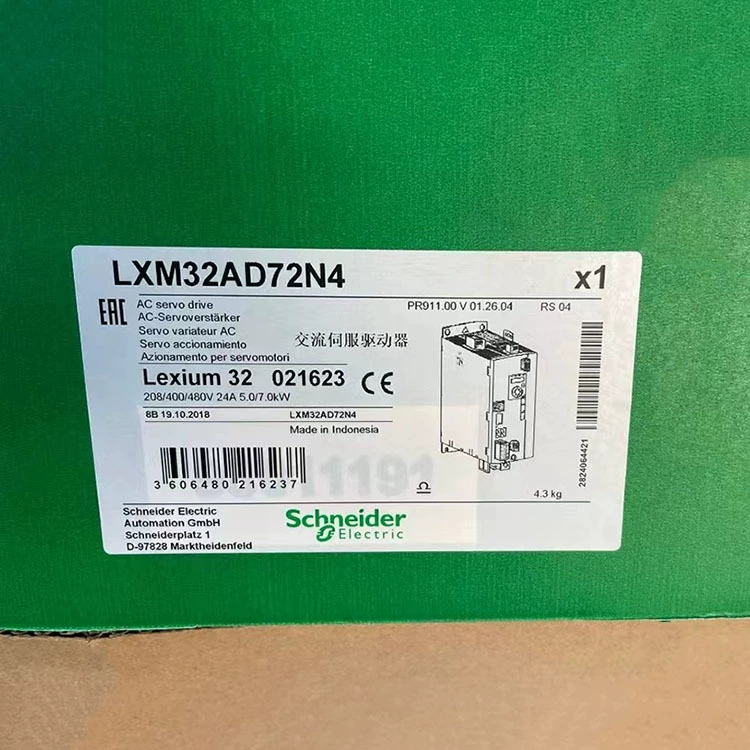 LXM32AD72N4
x1
EAC
AC servo drive
AC-Servoverstärker
Servo variateur AC
Servo accionamiento
Azionamento per servomotori
交流伺服驱动器
PR911.00 V 01.26.04
RS 04
Lexium 32 021623 CE
208/400/480V 24A 5.0/7.0kW
8B 19.10.2018
LXM32AD72N4
Made in Indonesia
3 606480 216237
1191
4.3 kg
2824064421
Schneider Electric
Automation GmbH
Schneiderplatz 1
D-97828 Marktheidenfeld
Schneider
Electric